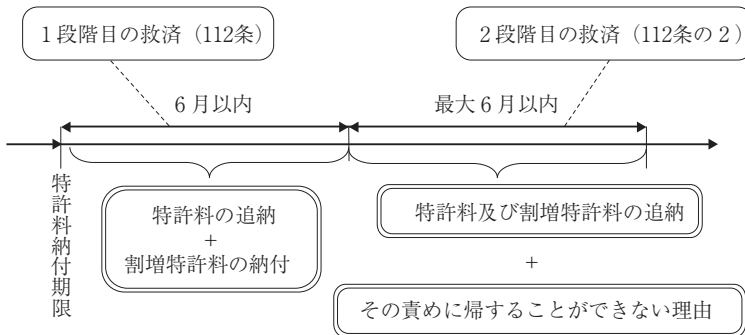 1段階目の救済（112条）
2段階目の救済（112条の2）
6月以内
最大6月以内
特許料納付期限
特許料の追納
+
割増特許料の納付
特許料及び割増特許料の追納
+
その責めに帰することができない理由